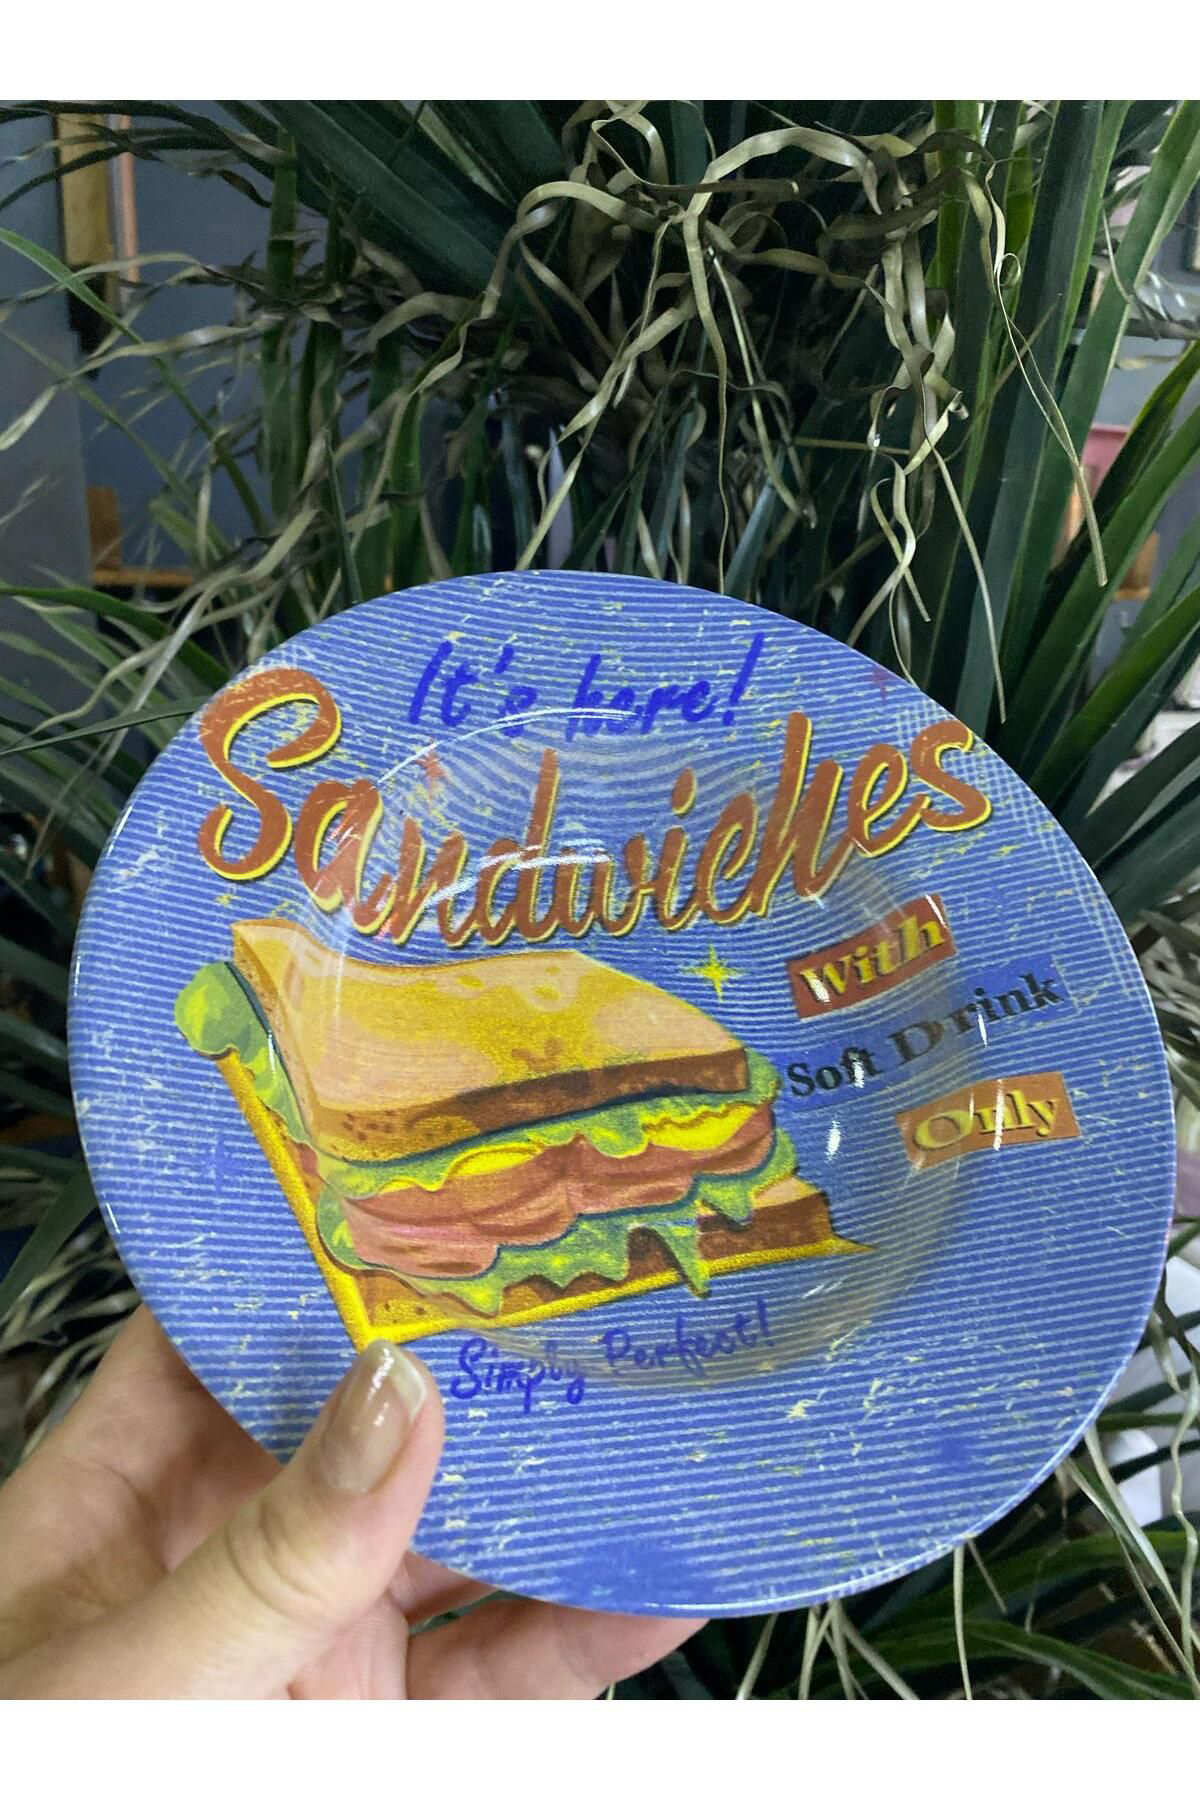 It's here!
Sandwiches
With
Soft Drink
Only
Simply Perfect!